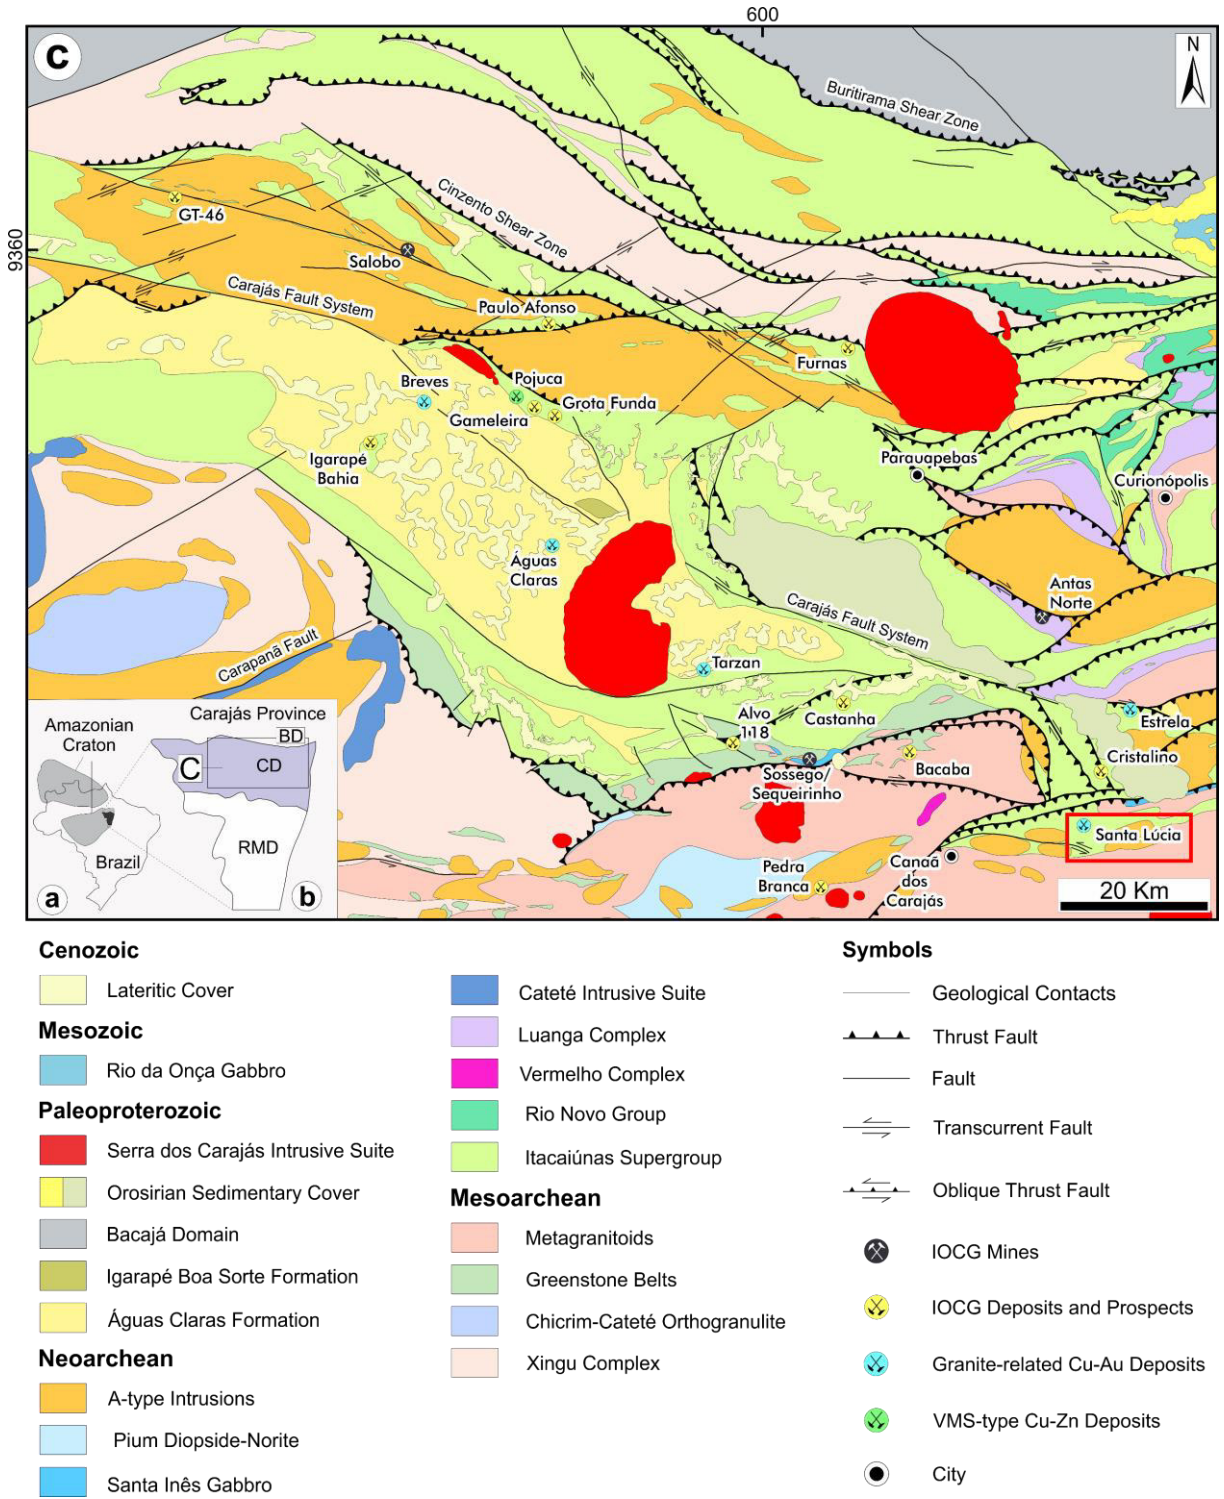 600
C
N
Buritirama Shear Zone
GT-46
Cinzento Shear Zone
9360
Salobo
Carajás Fault System
Paulo Afonso
Furnas
Breves
Pojuca
Gameleira
Grota Funda
Igarapé
Bahia
Parauapebas
Curionópolis
Águas
Claras
Antas
Norte
Carajás Fault System
Carapanã Fault
Tarzan
Castanha
Estrela
Alvo
118
Cristalino
Bacaba
Sossego/
Sequeirinho
Santa Lúcia
Pedra
Branca
Canaã
dos
Carajás
20 Km
Amazonian
Craton
Brazil
a
Carajás Province
BD
C
CD
RMD
b
Cenozoic
Lateritic Cover
Mesozoic
Rio da Onça Gabbro
Paleoproterozoic
Serra dos Carajás Intrusive Suite
Orosirian Sedimentary Cover
Bacajá Domain
Igarapé Boa Sorte Formation
Águas Claras Formation
Neoarchean
A-type Intrusions
Pium Diopside-Norite
Santa Inês Gabbro
Cateté Intrusive Suite
Luanga Complex
Vermelho Complex
Rio Novo Group
Itacaiúnas Supergroup
Mesoarchean
Metagranitoids
Greenstone Belts
Chicrim-Cateté Orthogranulite
Xingu Complex
Symbols
Geological Contacts
Thrust Fault
Fault
Transcurrent Fault
Oblique Thrust Fault
IOCG Mines
IOCG Deposits and Prospects
Granite-related Cu-Au Deposits
VMS-type Cu-Zn Deposits
City